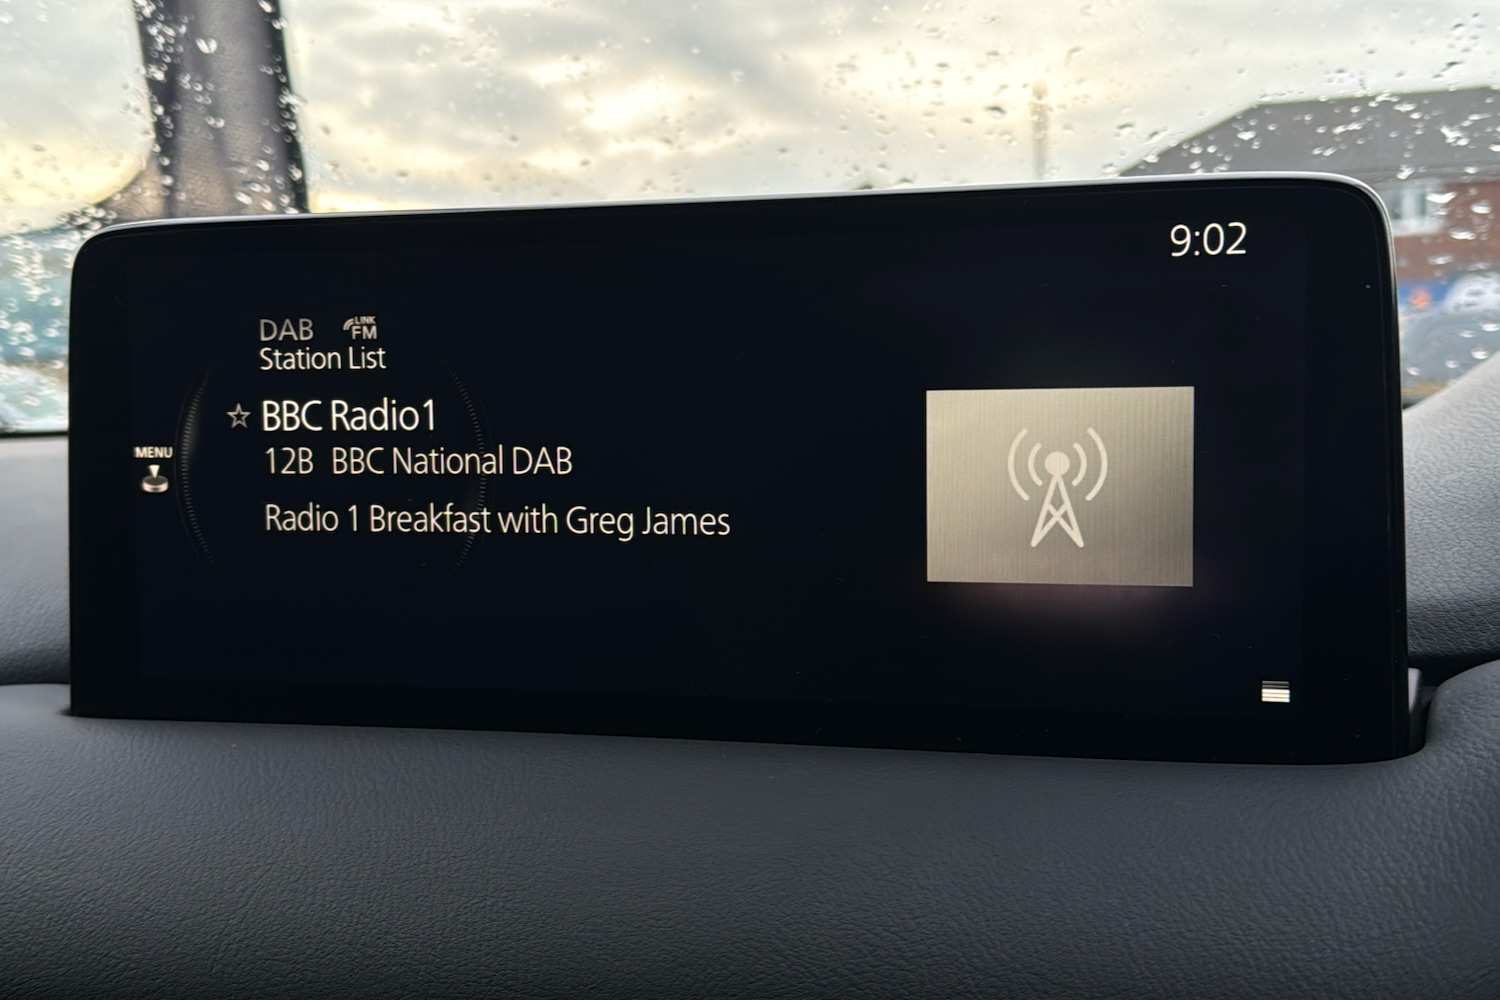 9:02
DAB LINK FM
Station List
☆ BBC Radio1
MENU
12B BBC National DAB
Radio 1 Breakfast with Greg James